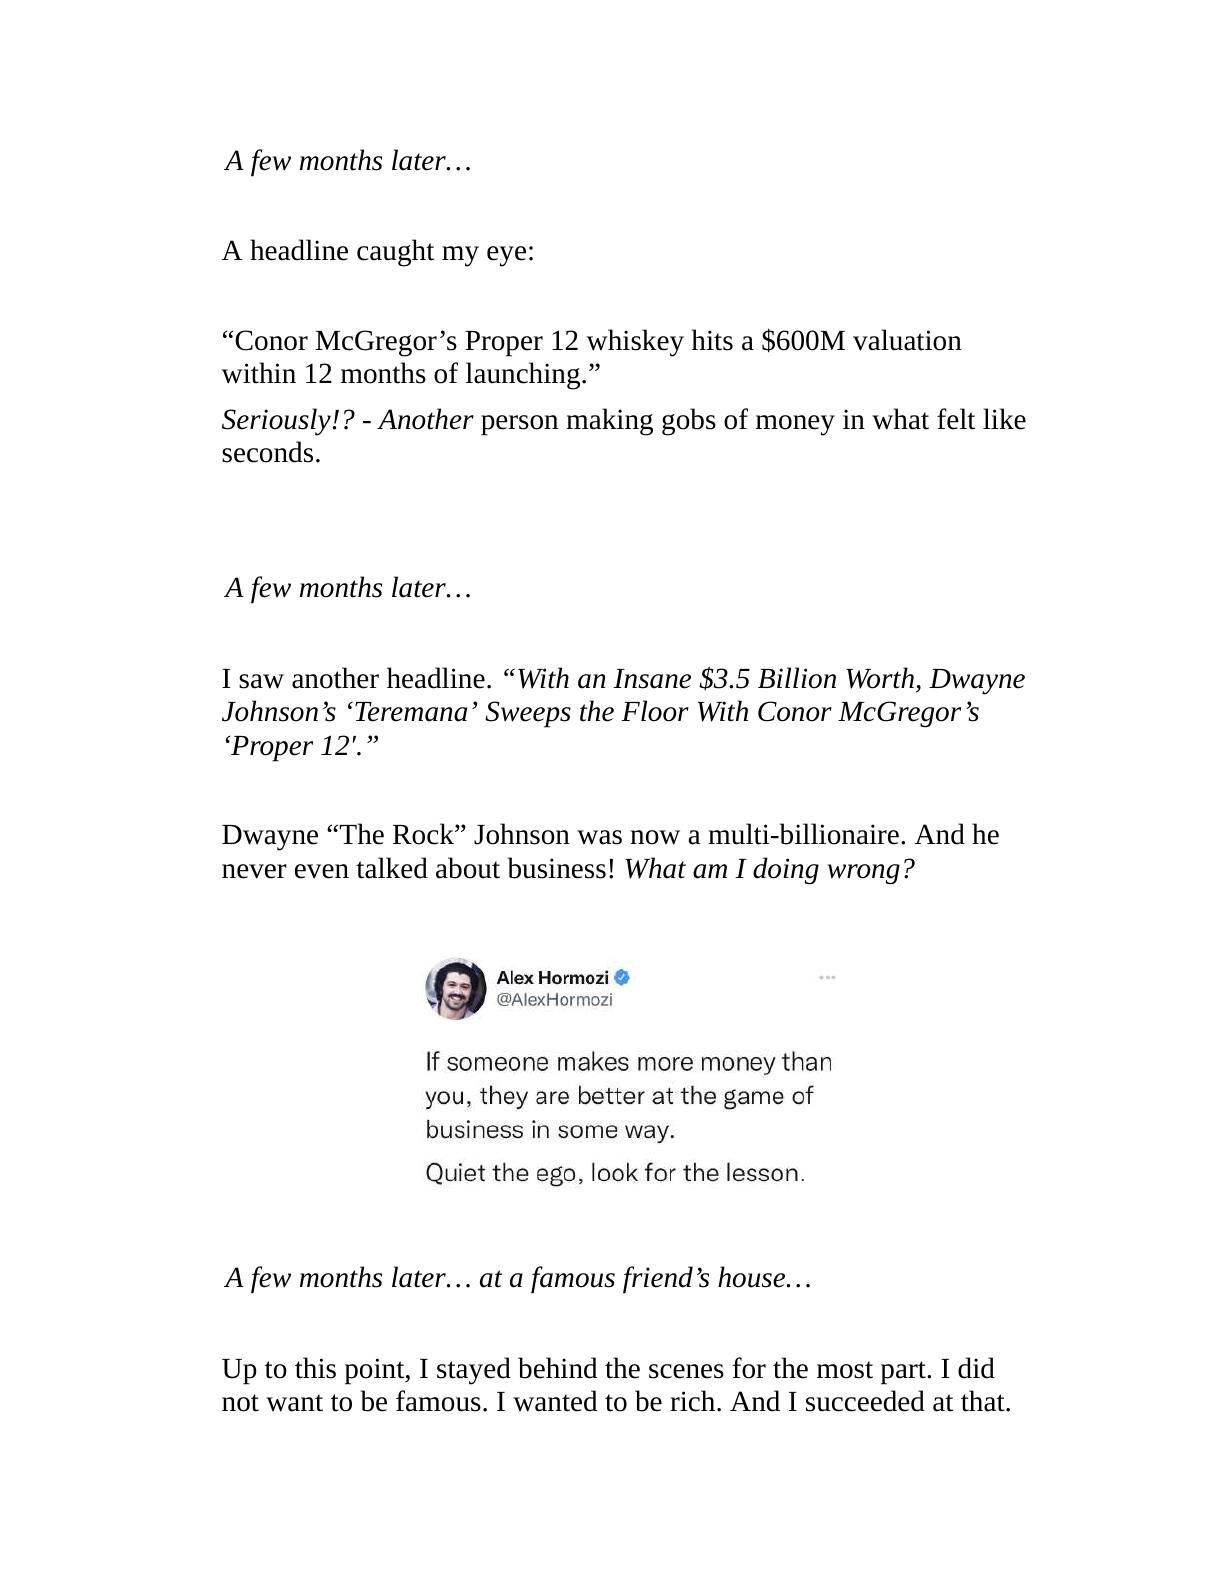 A few months later…
A headline caught my eye:
“Conor McGregor’s Proper 12 whiskey hits a $600M valuation
within 12 months of launching.”
Seriously!? - Another person making gobs of money in what felt like
seconds.
A few months later…
I saw another headline. “With an Insane $3.5 Billion Worth, Dwayne
Johnson’s ‘Teremana’ Sweeps the Floor With Conor McGregor’s
‘Proper 12′.”
Dwayne “The Rock” Johnson was now a multi-billionaire. And he
never even talked about business! What am I doing wrong?
Alex Hormozi
@AlexHormozi
If someone makes more money than
you, they are better at the game of
business in some way.
Quiet the ego, look for the lesson.
A few months later… at a famous friend’s house…
Up to this point, I stayed behind the scenes for the most part. I did
not want to be famous. I wanted to be rich. And I succeeded at that.